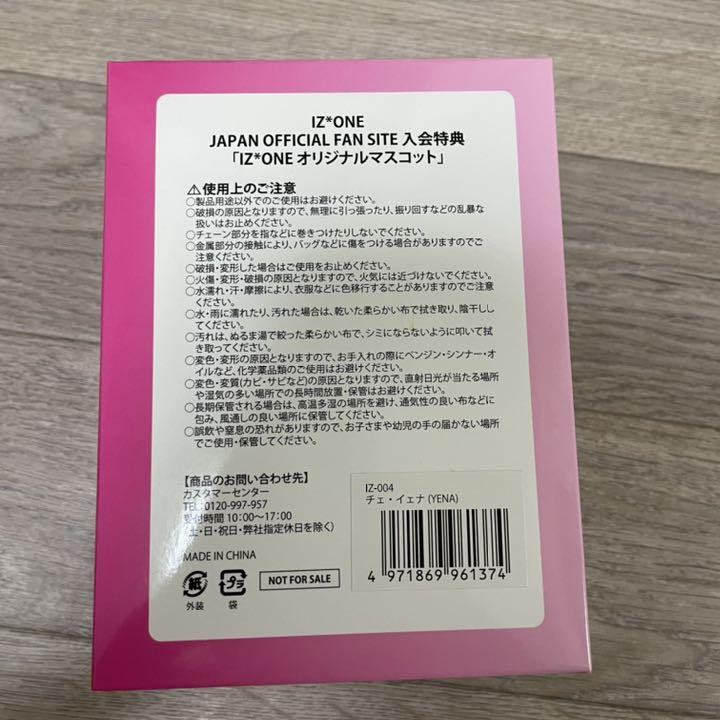 IZ*ONE
JAPAN OFFICIAL FAN SITE 入会特典
「IZ*ONE オリジナルマスコット」
⚠使用上のご注意
○製品用途以外でのご使用はお避けください。
○破損の原因となりますので、無理に引っ張ったり、振り回すなどの乱暴な
扱いはお止めください。
○チェーン部分を指などに巻きつけたりしないでください。
○金属部分の接触により、バッグなどに傷をつける場合がありますのでご
注意ください。
○破損・変形した場合はご使用をお止めください。
○火傷・変形・破損の原因となりますので、火気には近づけないでください。
○水濡れ・汗・摩擦により、衣服などに色移行することがありますのでご注意
ください。
○水・雨に濡れたり、汚れた場合は、乾いた柔らかい布で拭き取り、陰干しし
てください。
○汚れは、ぬるま湯で絞った柔らかい布で、シミにならないように叩いて拭
き取ってください。
○変色・変形の原因となりますので、お手入れの際にベンジン・シンナー・オ
イルなど、化学薬品類のご使用はお避けください。
○変色・変質(カビ・サビなど)の原因となりますので、直射日光が当たる場所
や湿気の多い場所での長時間放置・保管はお避けください。
○長期保管される場合は、高温多湿の場所を避け、通気性の良い布などに
包み、風通しの良い場所に保管してください。
○誤飲や窒息の恐れがありますので、お子さまや幼児の手の届かない場所
でご使用・保管してください。
【商品のお問い合わせ先】
カスタマーセンター
TEL:0120-997-957
受付時間 10:00～17:00
(土・日・祝日・弊社指定休日を除く)
MADE IN CHINA
紙
外装
プラ
袋
NOT FOR SALE
IZ-004
チェ・イェナ (YENA)
4 971869 961374